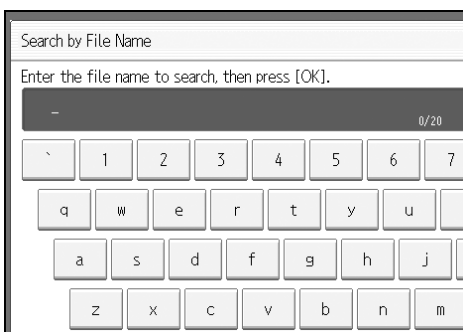 Search by File Name
Enter the file name to search, then press [OK].
_
0/20
` 1 2 3 4 5 6 7
q w e r t y u
a s d f g h j
z x c v b n m